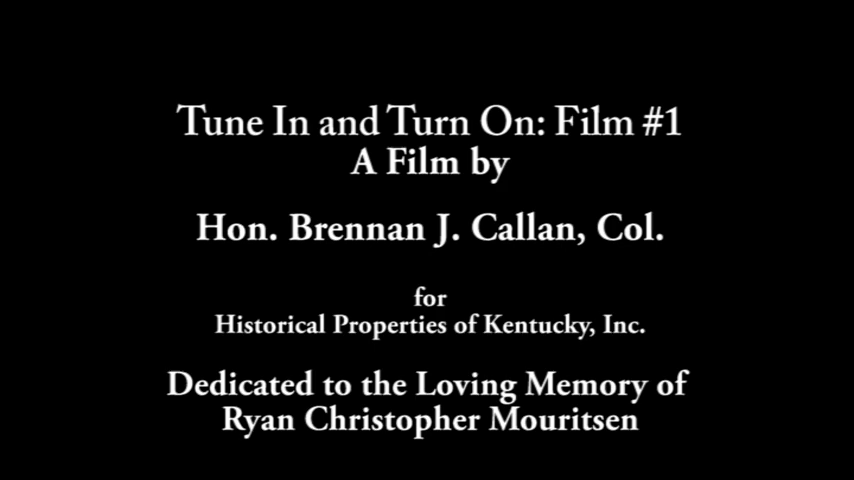 Tune In and Turn On: Film #1
A Film by
Hon. Brennan J. Callan, Col.
for
Historical Properties of Kentucky, Inc.
Dedicated to the Loving Memory of
Ryan Christopher Mouritsen